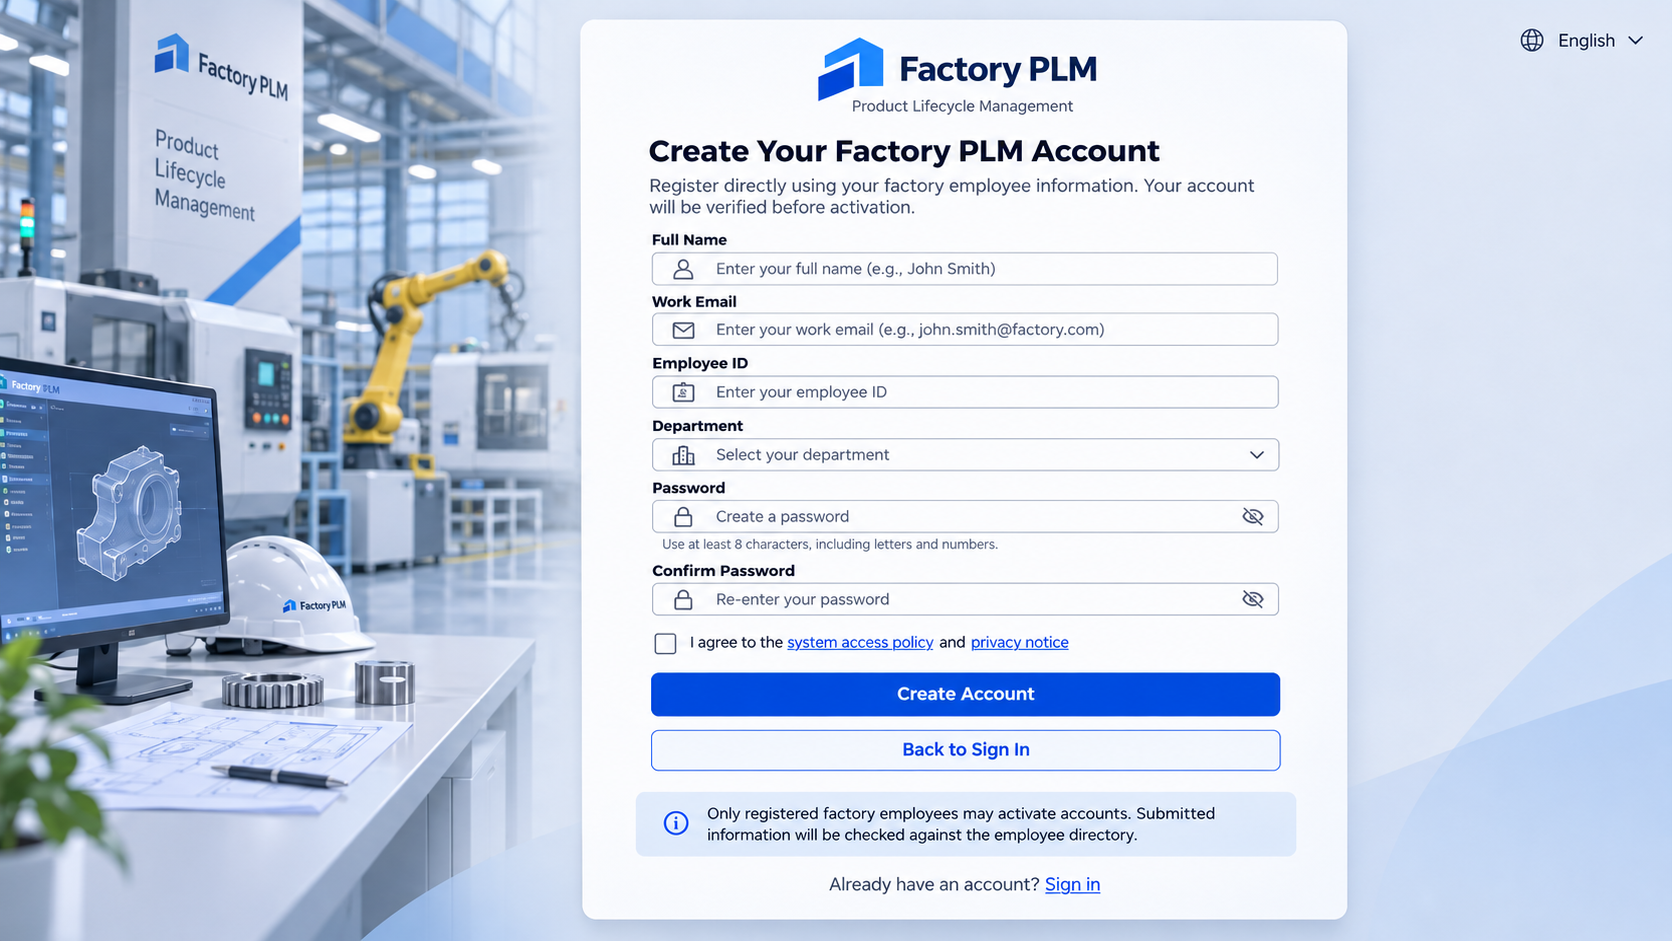 Factory PLM
Product
Lifecycle
Management
Factory PLM
Factory PLM
English
Factory PLM
Product Lifecycle Management
Create Your Factory PLM Account
Register directly using your factory employee information. Your account
will be verified before activation.
Full Name
Enter your full name (e.g., John Smith)
Work Email
Enter your work email (e.g., john.smith@factory.com)
Employee ID
Enter your employee ID
Department
Select your department
Password
Create a password
Use at least 8 characters, including letters and numbers.
Confirm Password
Re-enter your password
I agree to the system access policy and privacy notice
Create Account
Back to Sign In
Only registered factory employees may activate accounts. Submitted
information will be checked against the employee directory.
Already have an account? Sign in